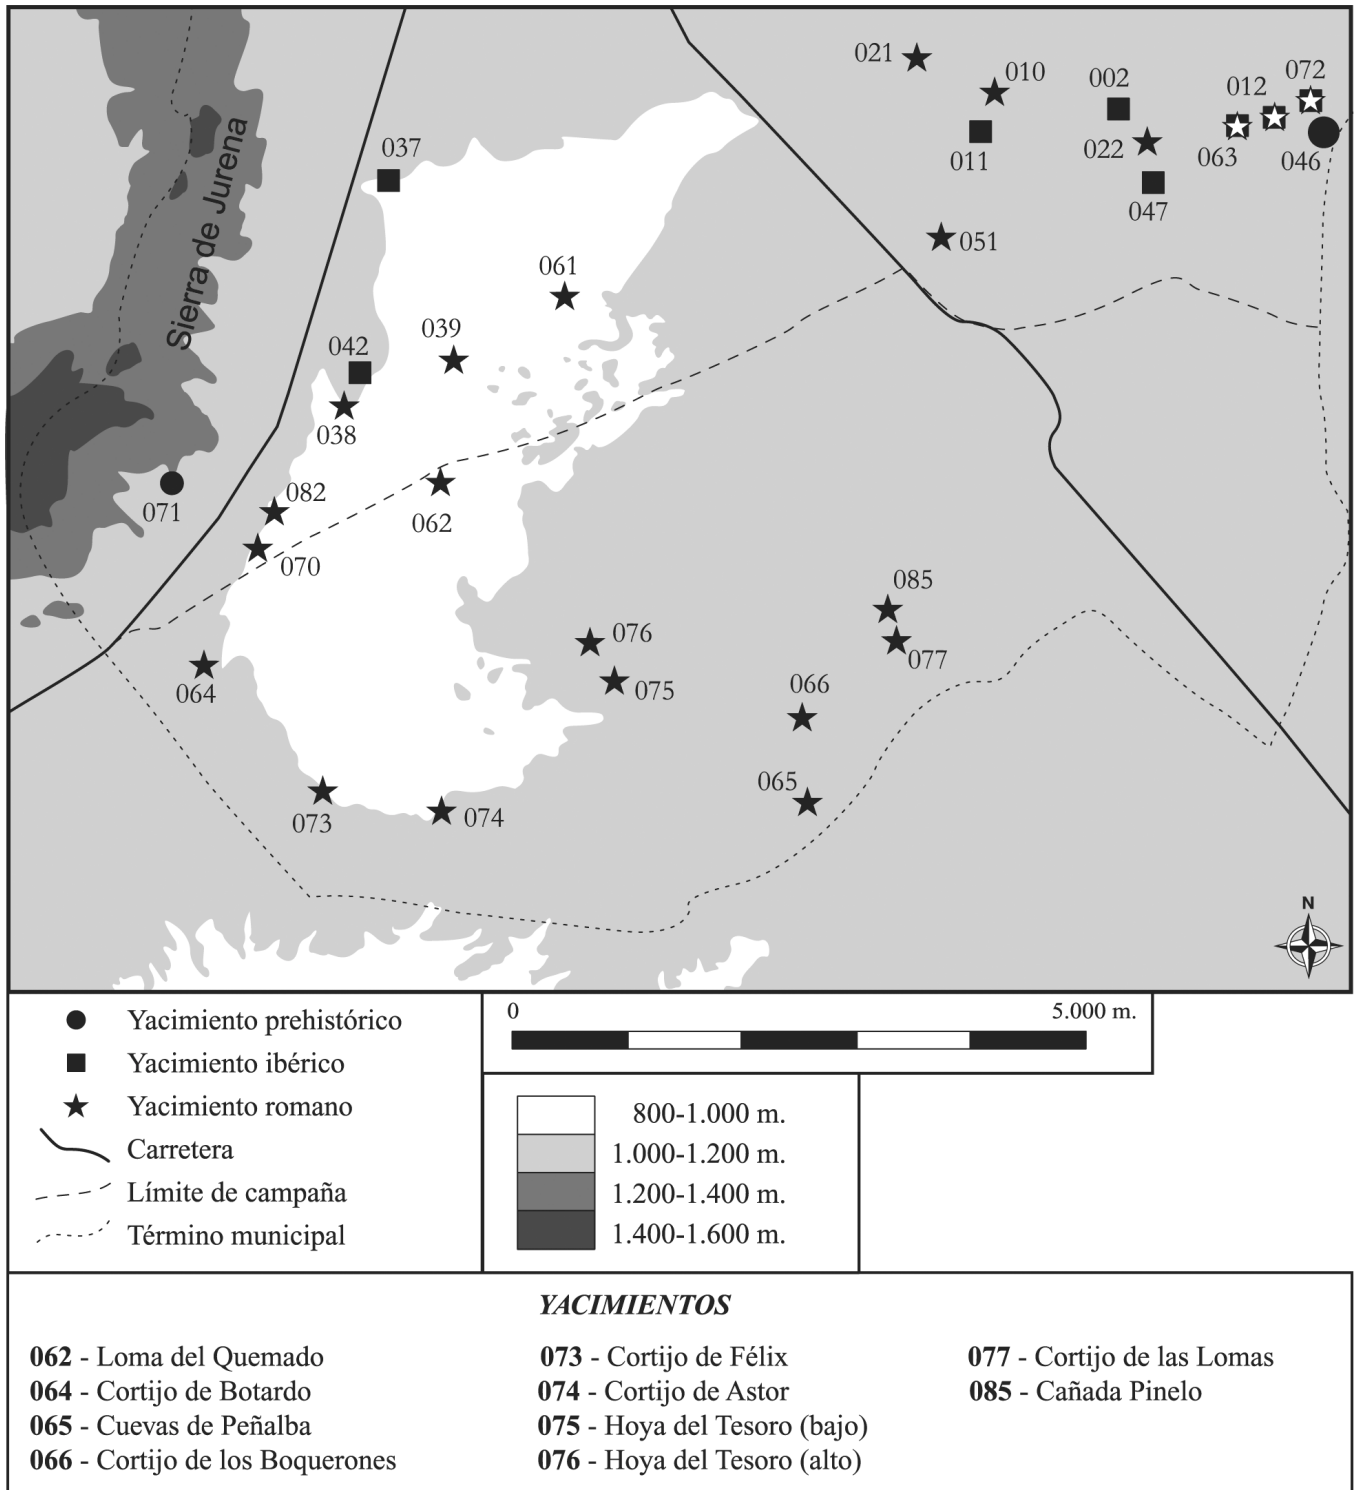 021
010
002
072
012
011
022
063
046
047
051
037
Sierra de Jurena
061
039
042
038
082
071
062
070
085
076
077
075
064
066
065
073
074
N
Yacimiento prehistórico
Yacimiento ibérico
Yacimiento romano
Carretera
Límite de campaña
Término municipal
0 5.000 m.
800-1.000 m.
1.000-1.200 m.
1.200-1.400 m.
1.400-1.600 m.
YACIMIENTOS
062 - Loma del Quemado
064 - Cortijo de Botardo
065 - Cuevas de Peñalba
066 - Cortijo de los Boquerones
073 - Cortijo de Félix
074 - Cortijo de Astor
075 - Hoya del Tesoro (bajo)
076 - Hoya del Tesoro (alto)
077 - Cortijo de las Lomas
085 - Cañada Pinelo